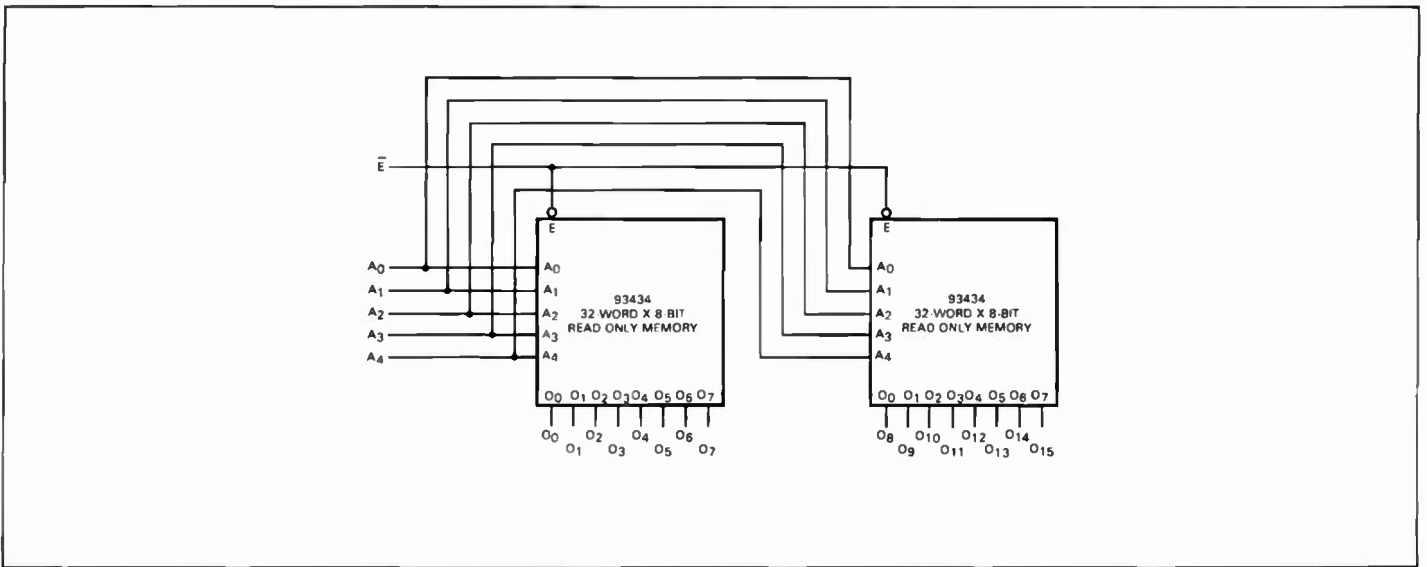 E̅
E
E
A0
A1
A2
A3
A4
A0
A1
A2
A3
A4
93434
32-WORD X 8-BIT
READ ONLY MEMORY
A0
A1
A2
A3
A4
93434
32-WORD X 8-BIT
READ ONLY MEMORY
O0 O1 O2 O3 O4 O5 O6 O7
O0 O1 O2 O3 O4 O5 O6 O7
O0 O1 O2 O3 O4 O5 O6 O7
O8 O9 O10 O11 O12 O13 O14 O15